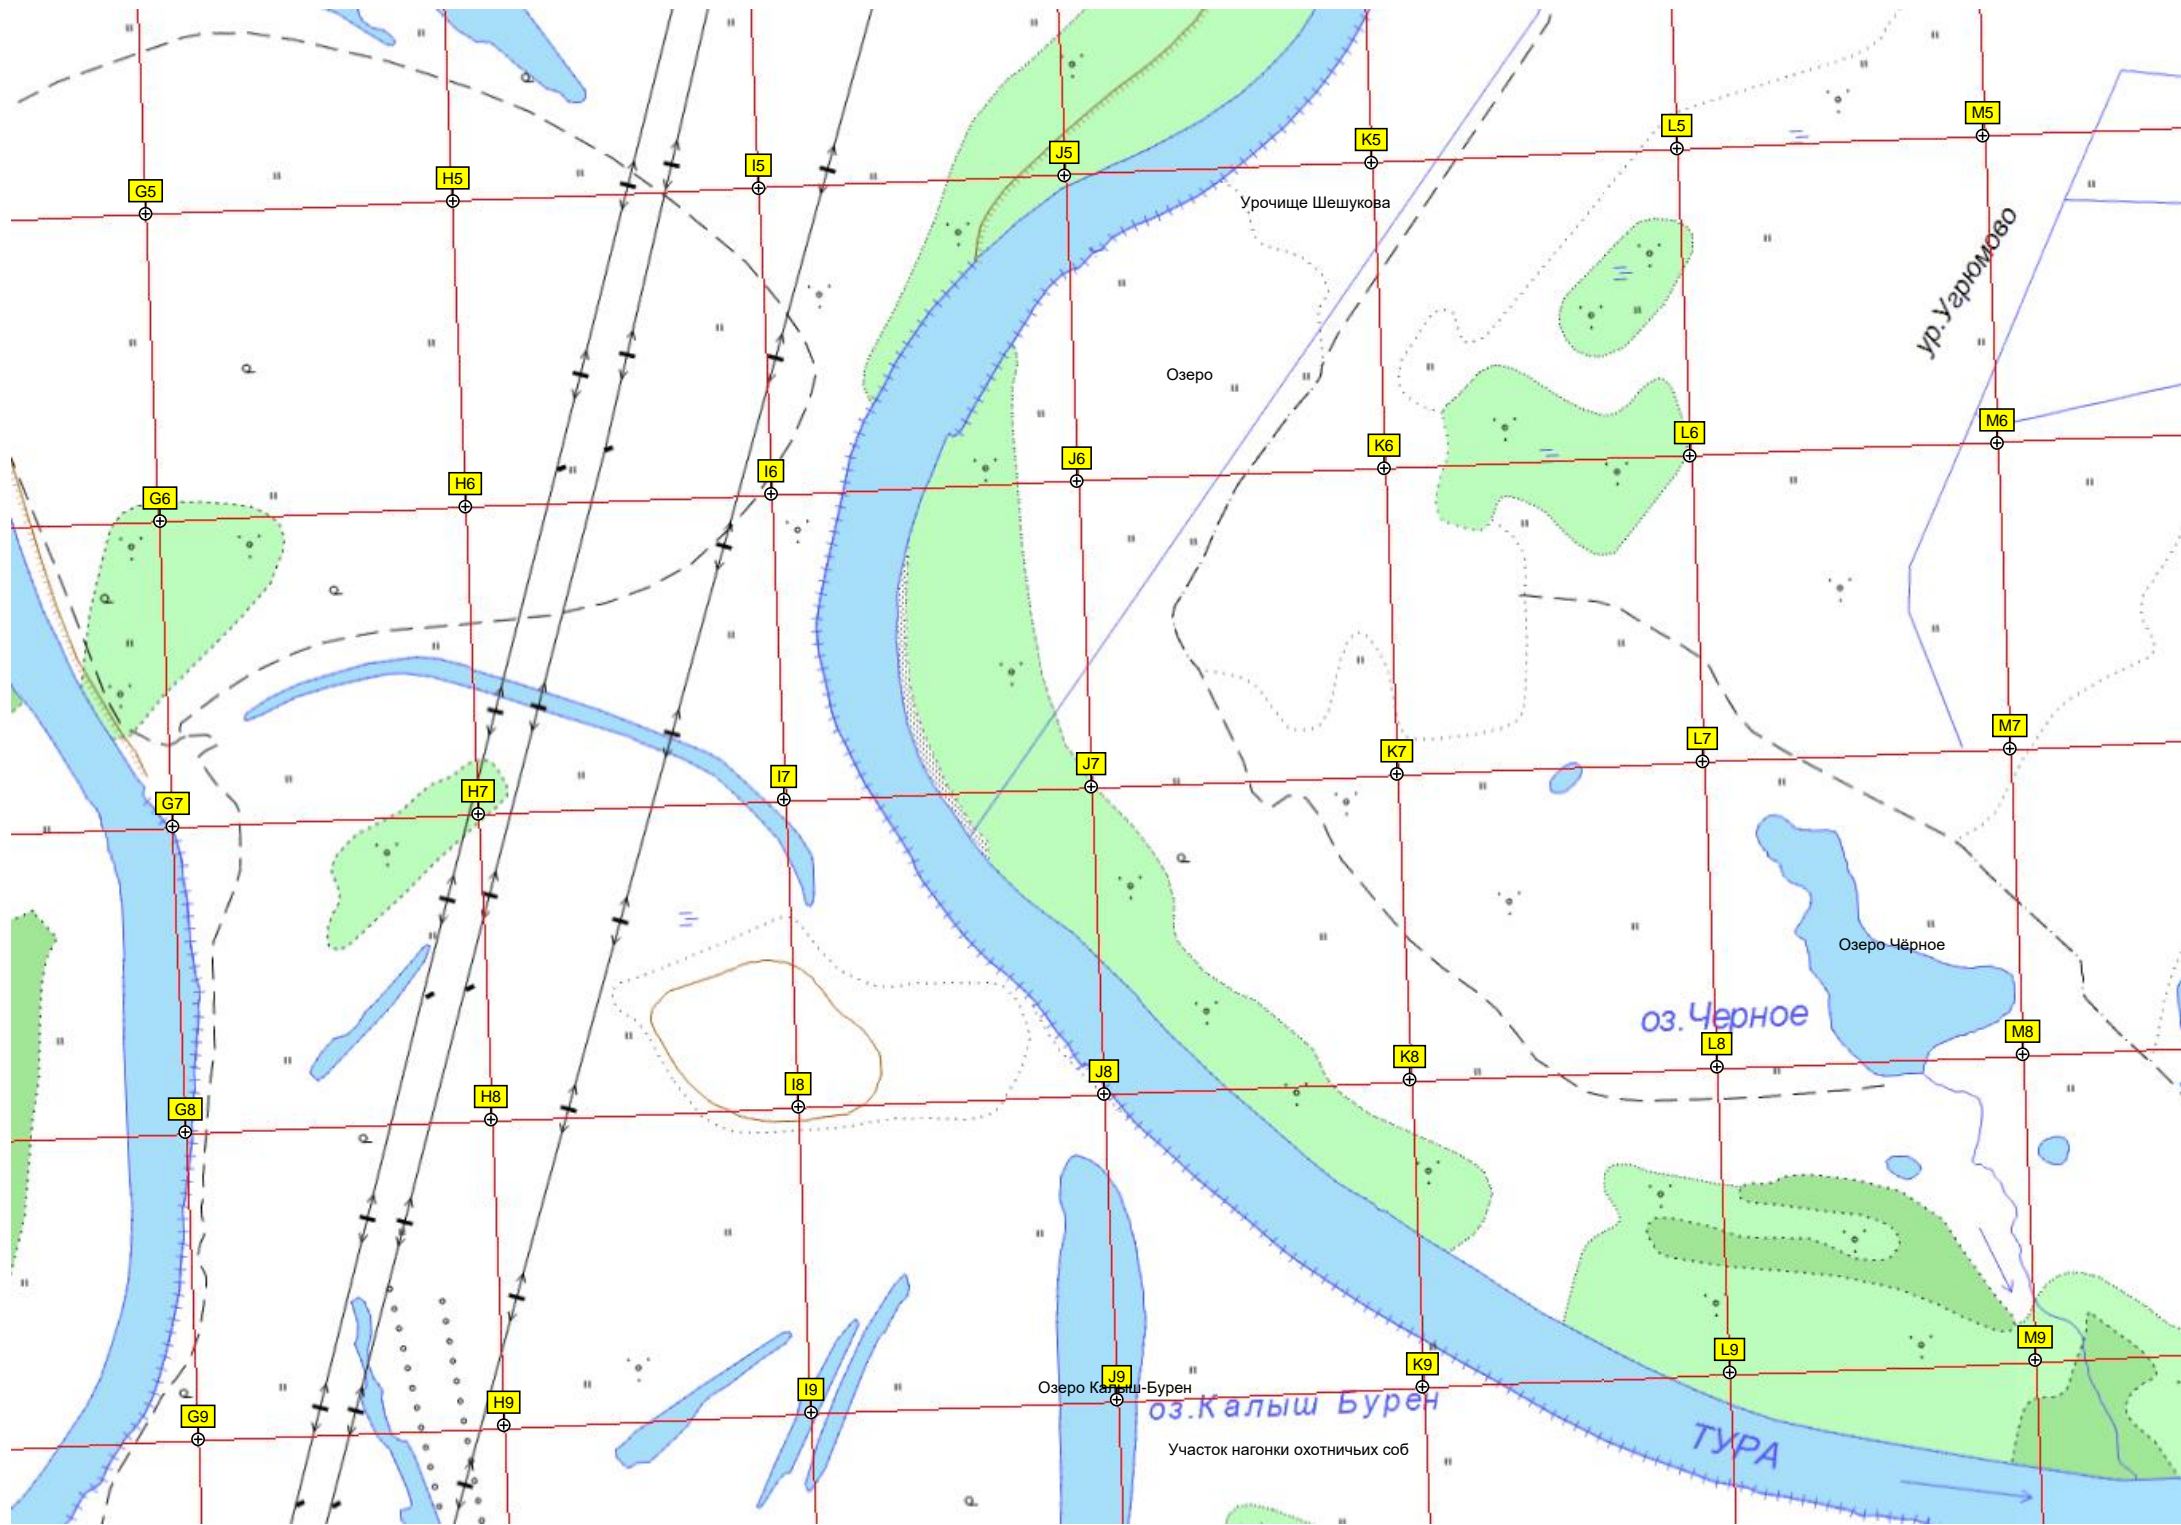 M5
L5
K5
J5
I5
H5
G5
Урочище Шешукова
ур.Угрюмово
Озеро
M6
L6
K6
J6
I6
H6
G6
M7
L7
K7
J7
I7
H7
G7
Озеро Чёрное
оз.Черное
M8
L8
K8
J8
I8
H8
G8
M9
L9
K9
J9
I9
H9
G9
Озеро Калыш-Бурен
оз.Калыш Бурен
Участок нагонки охотничьих соб
ТУРА